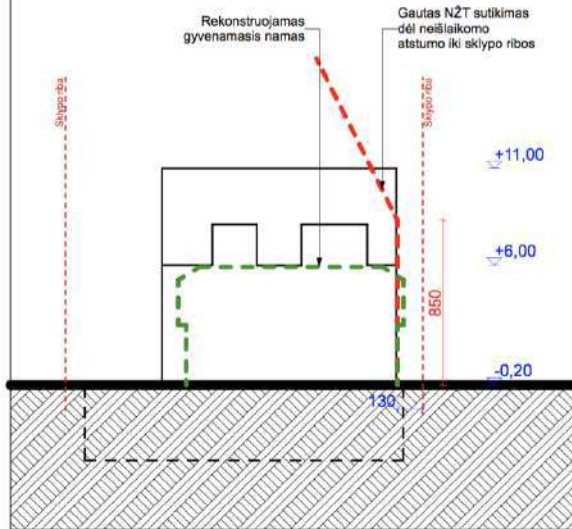 Rekonstruojamas
gyvenamasis namas
Gautas NŽT sutikimas
dėl neišlaikomo
atstumo iki sklypo ribos
Sklypo riba
Sklypo riba
+11,00
+6,00
850
-0,20
130